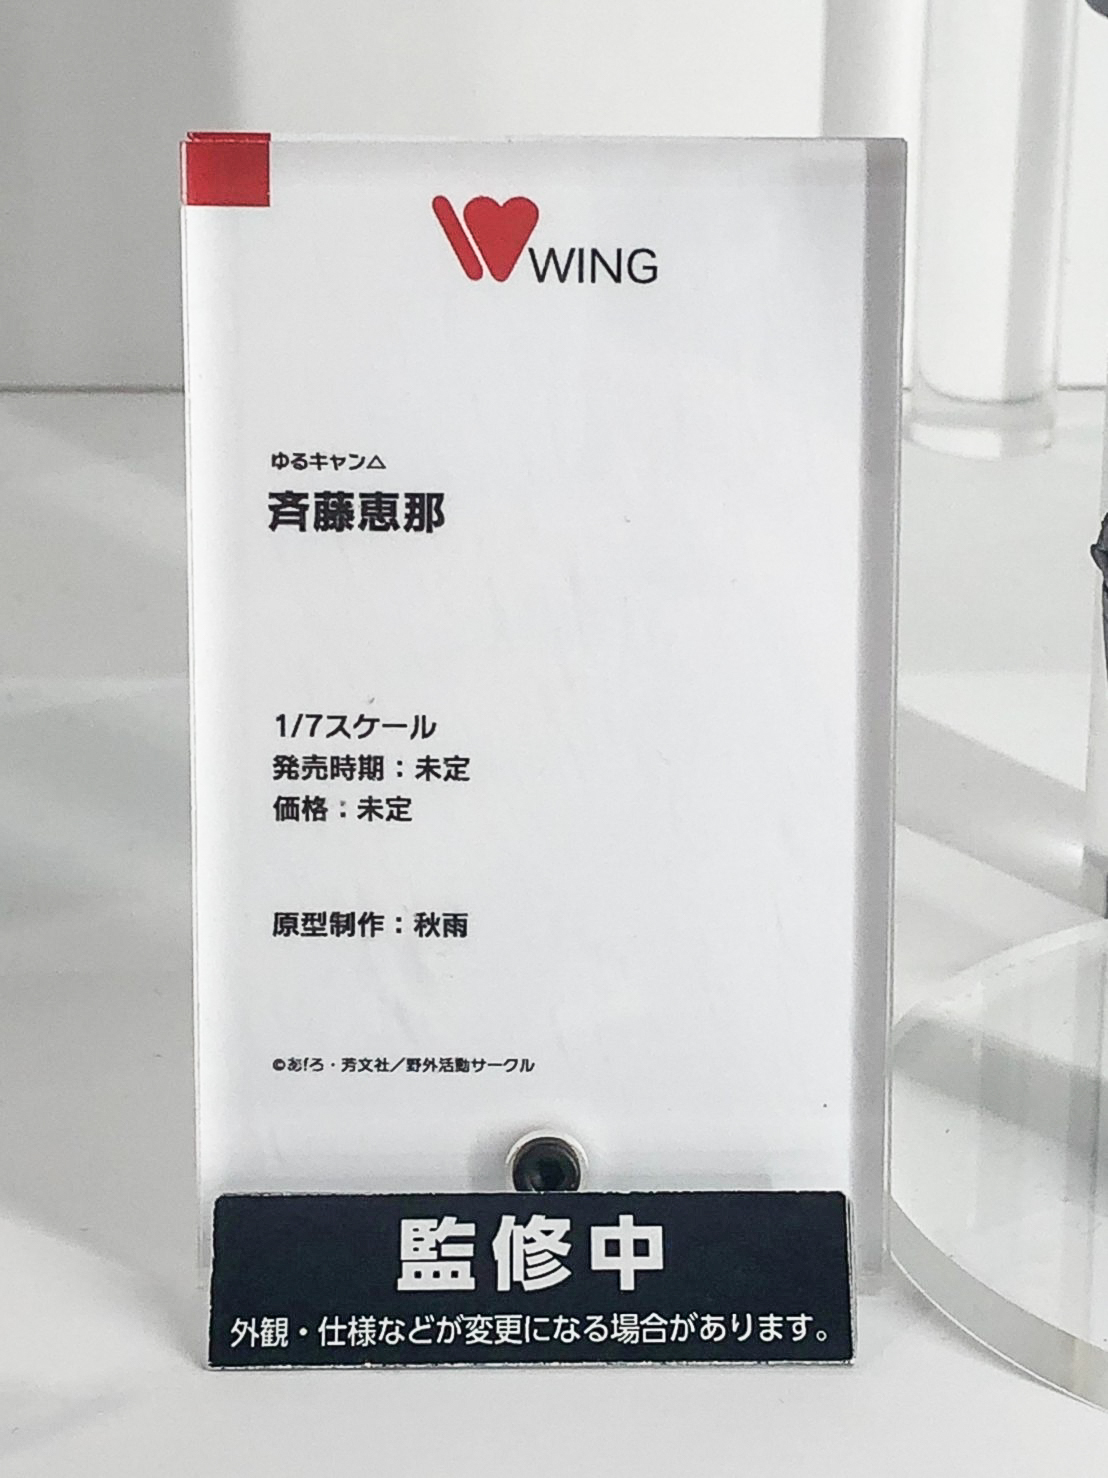 WING
ゆるキャン△
斉藤恵那
1/7スケール
発売時期：未定
価格：未定
原型制作：秋雨
©あfろ・芳文社／野外活動サークル
監修中
外観・仕様などが変更になる場合があります。